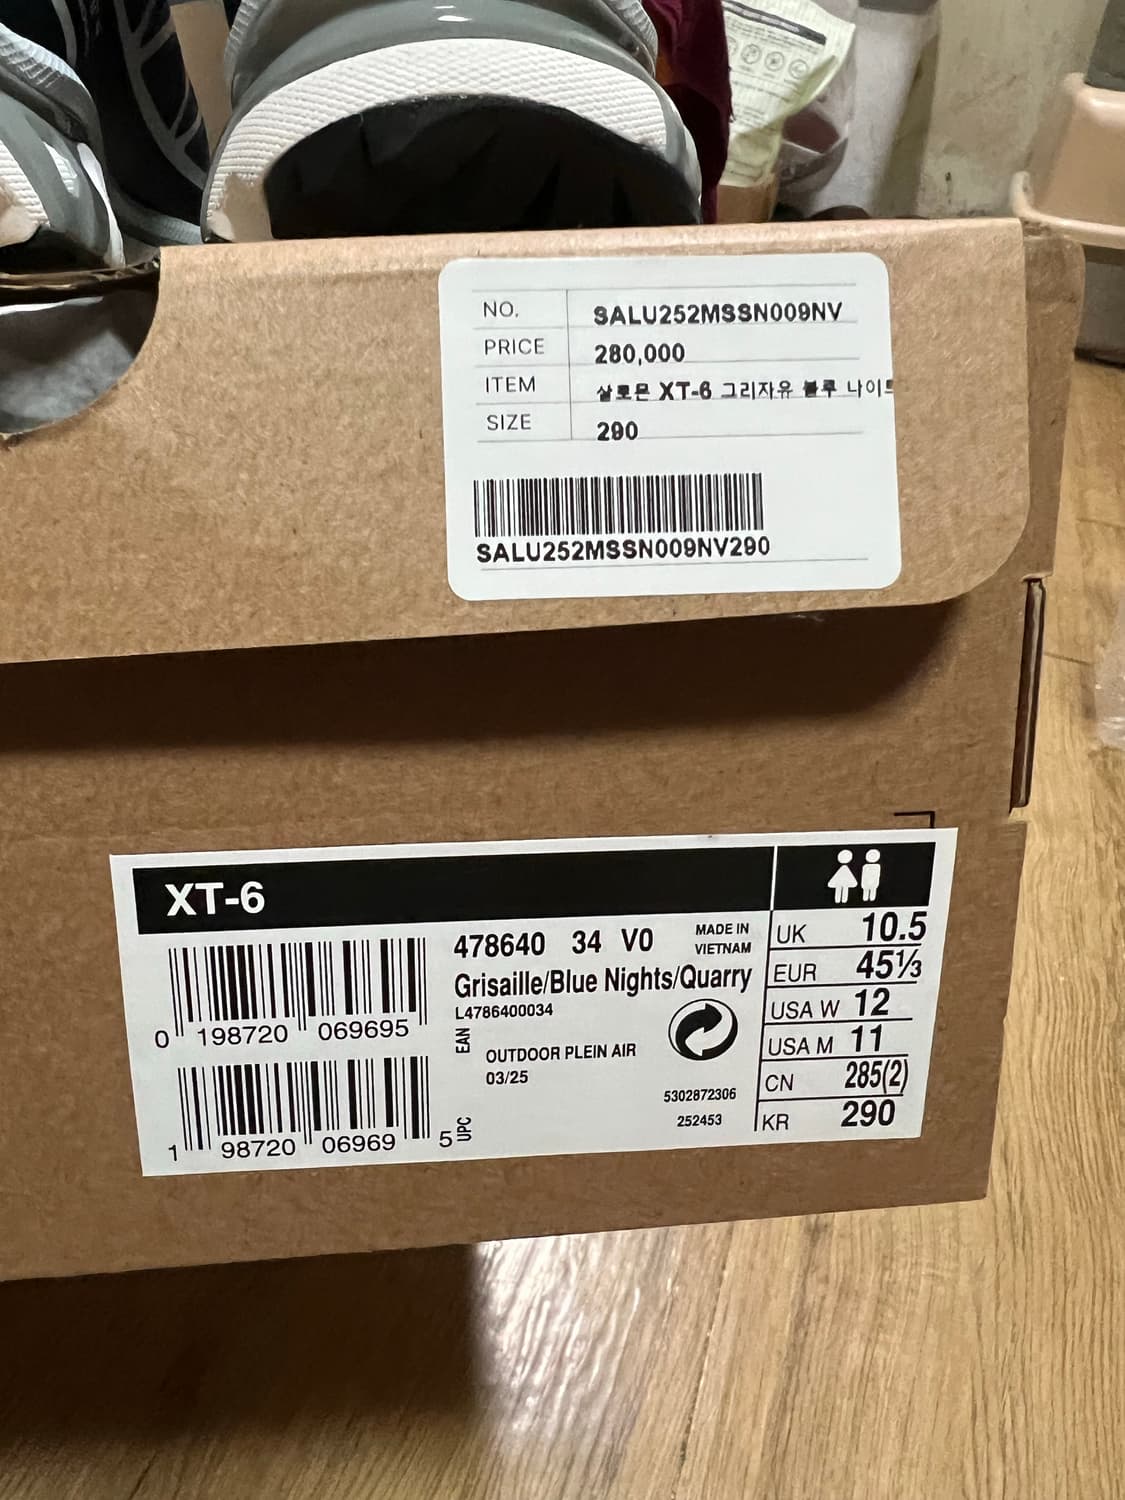 NO. SALU252MSSN009NV
PRICE 280,000
ITEM 살로몬 XT-6 그리자유 블루 나이트
SIZE 290
SALU252MSSN009NV290
XT-6
478640 34 V0
MADE IN
VIETNAM
Grisaille/Blue Nights/Quarry
L4786400034
0 198720 069695
EAN
OUTDOOR PLEIN AIR
03/25
5302872306
252453
1 98720 06969 5
UPC
UK 10.5
EUR 45⅓
USA W 12
USA M 11
CN 285(2)
KR 290